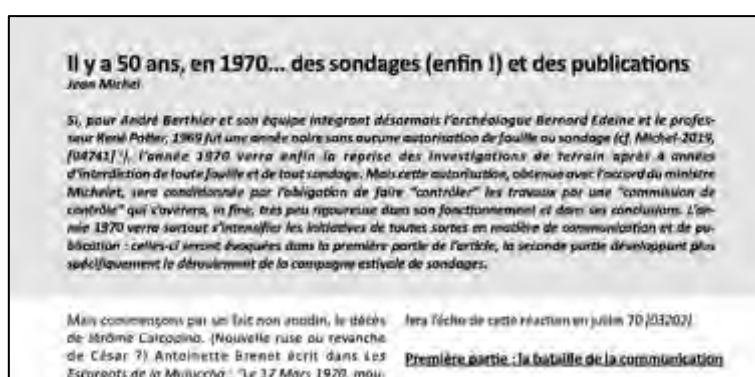 Il y a 50 ans, en 1970... des sondages (enfin !) et des publications
Jean Michel
Si, pour André Berthier et son équipe intégrant désormais l'archéologue Bernard Edeine et le profes-
seur René Potier, 1969 fut une année noire sans aucune autorisation de fouille ou sondage (cf. Michel-2019,
[04741] ), l'année 1970 verra enfin la reprise des investigations de terrain après 4 années
d'interdiction de toute fouille et de tout sondage. Mais cette autorisation, obtenue avec l'accord du ministre
Michelet, sera conditionnée par l'obligation de faire "contrôler" les travaux par une "commission de
contrôle" qui s'avérera, in fine, très peu rigoureuse dans son fonctionnement et dans ses conclusions. L'an-
née 1970 verra surtout s'intensifier les initiatives de toutes sortes en matière de communication et de pu-
blication : celles-ci seront évoquées dans la première partie de l'article, la seconde partie développant plus
spécifiquement le déroulement de la campagne estivale de sondages.
Mais commençons par un fait non anodin, le décès
de Jérôme Carcopino. (Nouvelle ruse ou revanche
de César ?) Antoinette Brenet écrit dans Les
Escargots de la Muluccha : "Le 17 Mars 1970, mou-
fera l'écho de cette réaction en juillet 70 [03202]
Première partie : la bataille de la communication